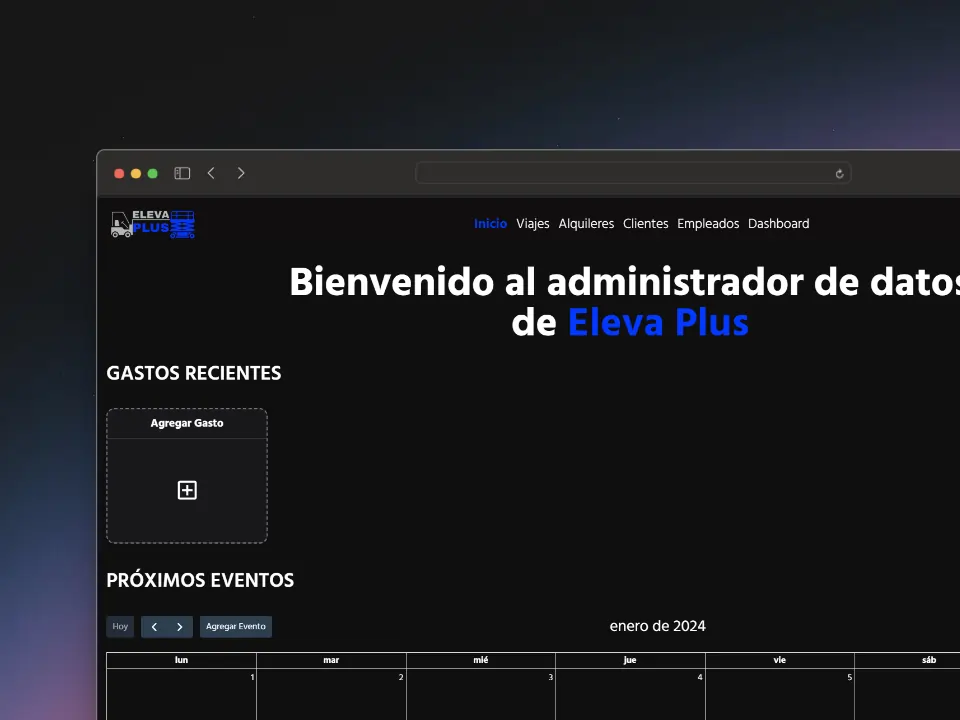 ELEVA
PLUS
Inicio Viajes Alquileres Clientes Empleados Dashboard
Bienvenido al administrador de datos
de Eleva Plus
GASTOS RECIENTES
Agregar Gasto
PRÓXIMOS EVENTOS
Hoy Agregar Evento enero de 2024
lun mar mié jue vie sáb
1 2 3 4 5